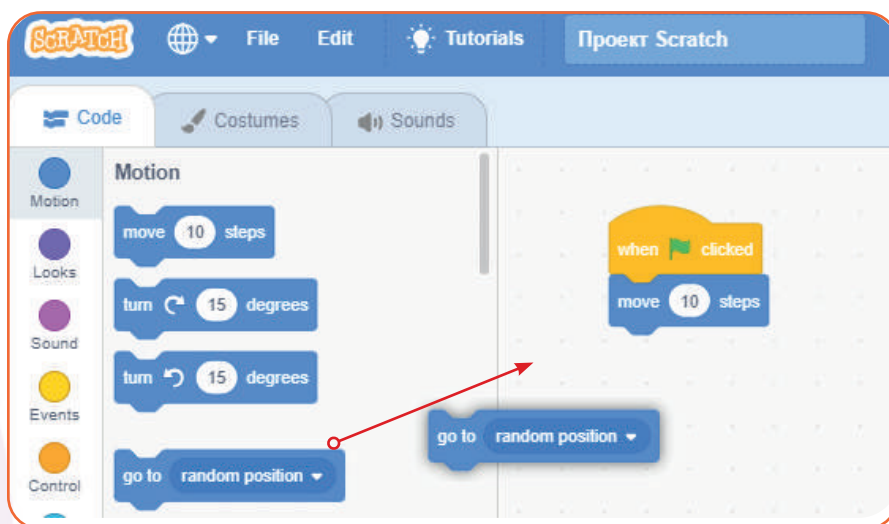 SCRATCH File Edit Tutorials Проект Scratch
Code Costumes Sounds
Motion
Looks
Sound
Events
Control
Motion
move 10 steps
turn 15 degrees
turn 15 degrees
go to random position
when clicked
move 10 steps
go to random position